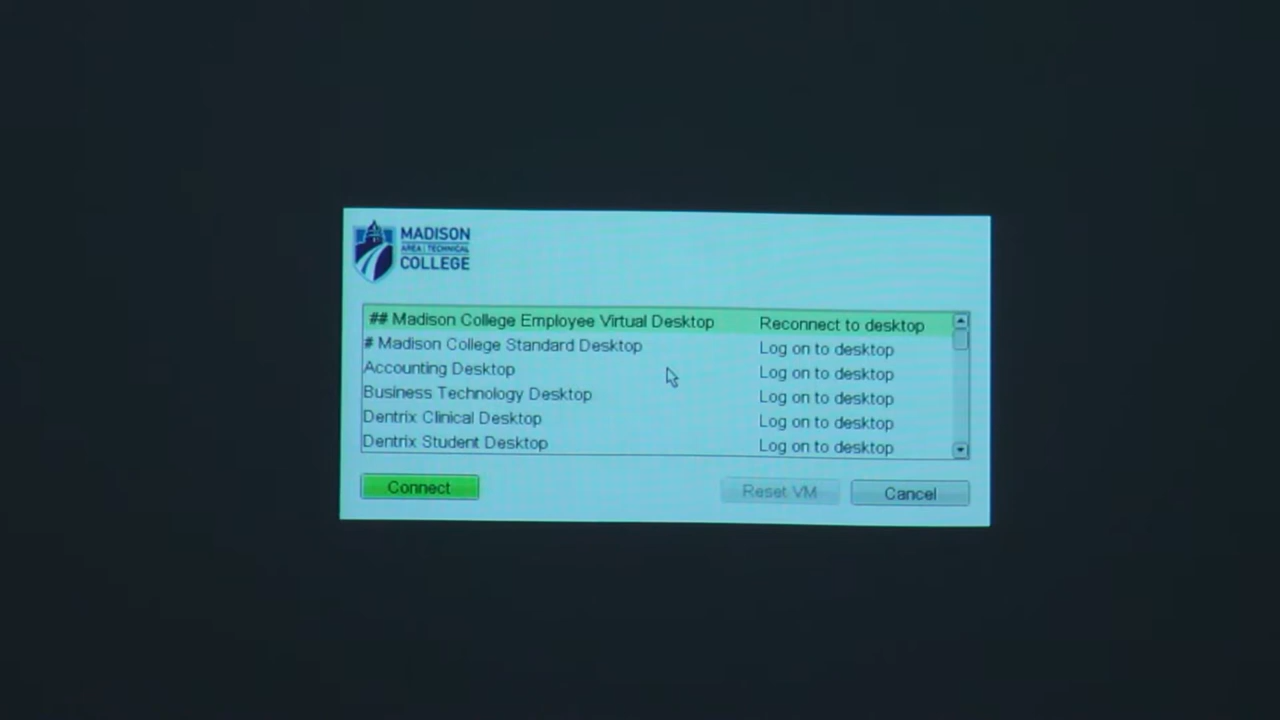 MADISON
AREA | TECHNICAL
COLLEGE
## Madison College Employee Virtual Desktop Reconnect to desktop
# Madison College Standard Desktop Log on to desktop
Accounting Desktop Log on to desktop
Business Technology Desktop Log on to desktop
Dentrix Clinical Desktop Log on to desktop
Dentrix Student Desktop Log on to desktop
Connect Reset VM Cancel